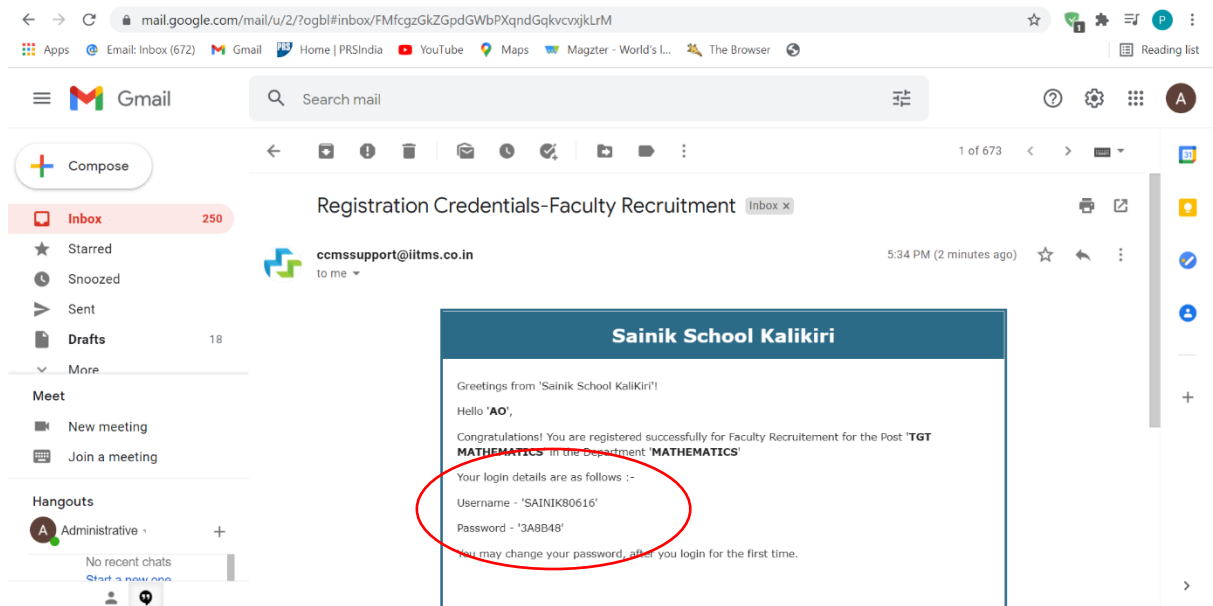 mail.google.com/mail/u/2/?ogbl#inbox/FMfcgzGkZGpdGWbPXqndGqkvcvxjkLrM
1
P
Apps Email: Inbox (672) Gmail PRS Home | PRSIndia YouTube Maps Magzter - World's I... The Browser Reading list
Gmail
Search mail
A
Compose
1 of 673
31
Inbox 250
Registration Credentials-Faculty Recruitment Inbox x
Starred
ccmssupport@iitms.co.in
5:34 PM (2 minutes ago)
to me
Snoozed
Sent
Drafts 18
More
Sainik School Kalikiri
Greetings from 'Sainik School KaliKiri'!
Hello 'AO',
Congratulations! You are registered successfully for Faculty Recruitement for the Post 'TGT
MATHEMATICS' in the Department 'MATHEMATICS'
Your login details are as follows :-
Username - 'SAINIK80616'
Password - '3A8B48'
You may change your password, after you login for the first time.
Meet
New meeting
Join a meeting
Hangouts
A Administrative
No recent chats
Start a new one